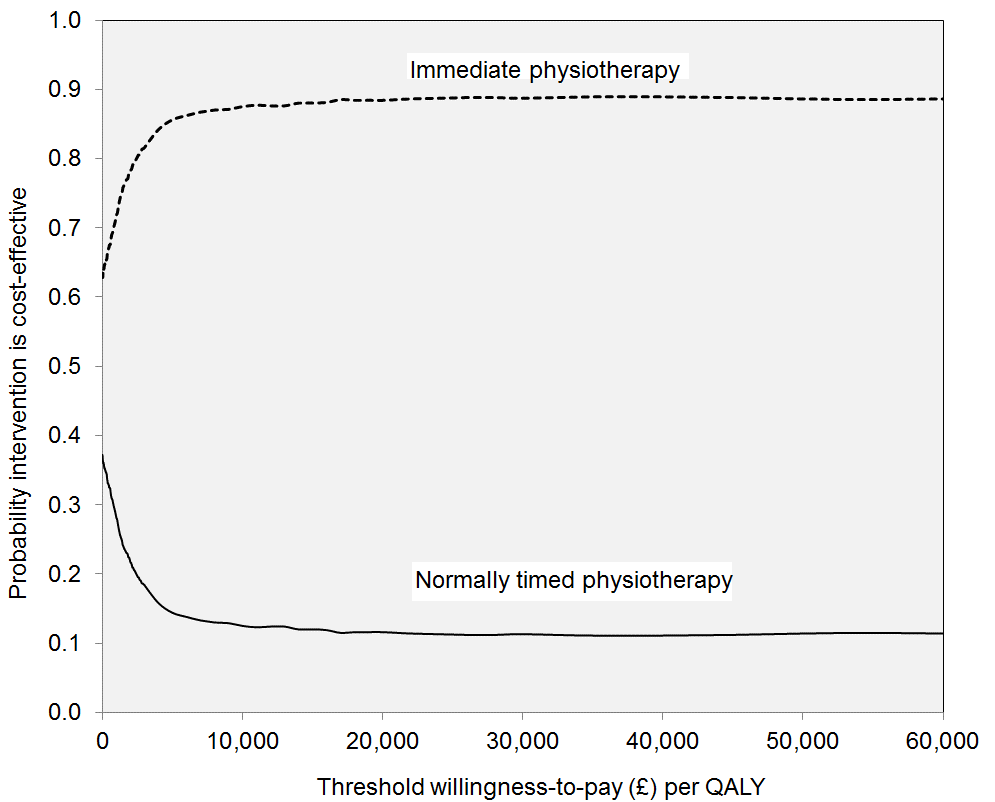 1.0
0.9
0.8
0.7
0.6
0.5
0.4
0.3
0.2
0.1
0.0
Probability intervention is cost-effective
Immediate physiotherapy
Normally timed physiotherapy
0 10,000 20,000 30,000 40,000 50,000 60,000
Threshold willingness-to-pay (£) per QALY